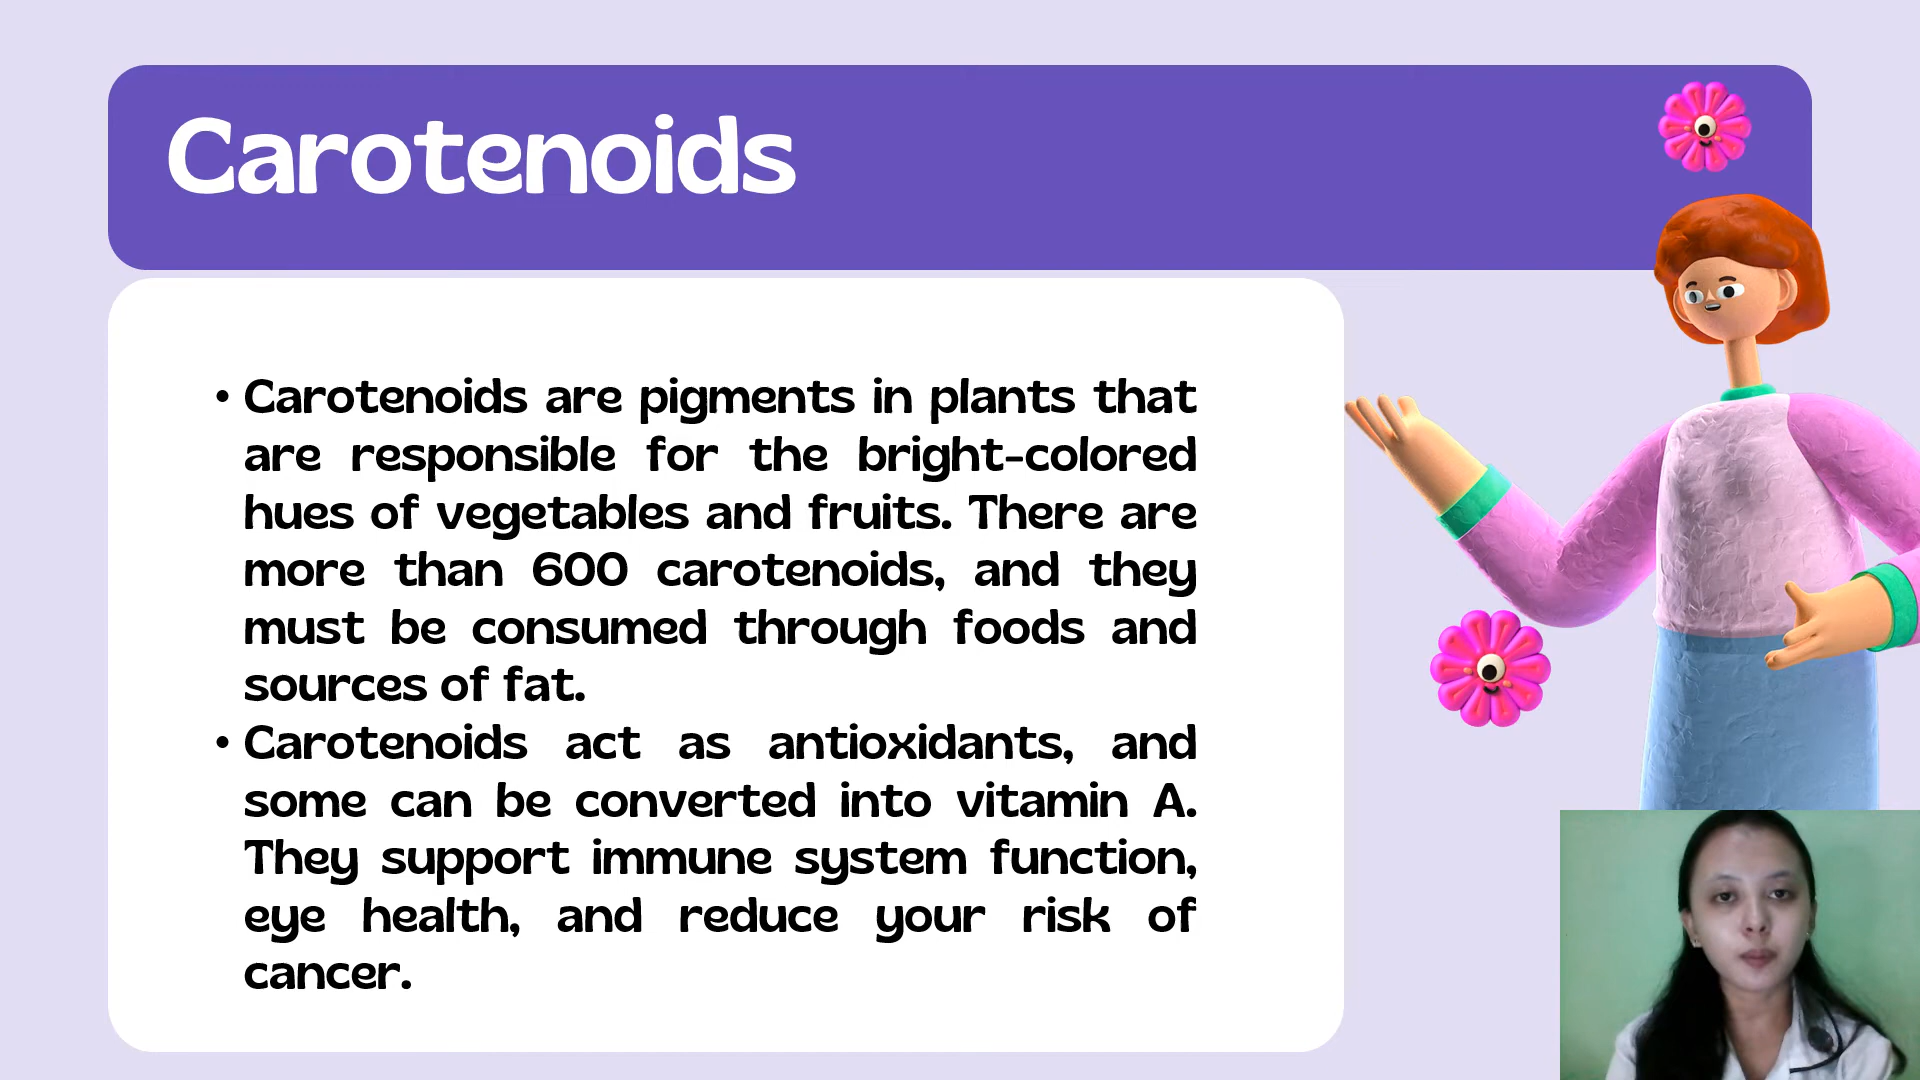 Carotenoids
• Carotenoids are pigments in plants that
are responsible for the bright-colored
hues of vegetables and fruits. There are
more than 600 carotenoids, and they
must be consumed through foods and
sources of fat.
• Carotenoids act as antioxidants, and
some can be converted into vitamin A.
They support immune system function,
eye health, and reduce your risk of
cancer.